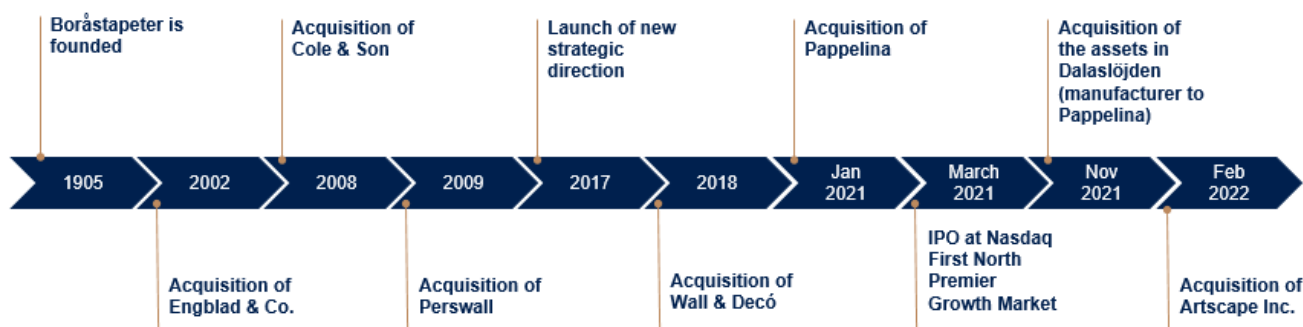 Boråstapeter is
founded
Acquisition of
Cole & Son
Launch of new
strategic
direction
Acquisition of
Pappelina
Acquisition of
the assets in
Dalaslöjden
(manufacturer to
Pappelina)
1905
2002
2008
2009
2017
2018
Jan
2021
March
2021
Nov
2021
Feb
2022
Acquisition of
Engblad & Co.
Acquisition of
Perswall
Acquisition of
Wall & Decó
IPO at Nasdaq
First North
Premier
Growth Market
Acquisition of
Artscape Inc.